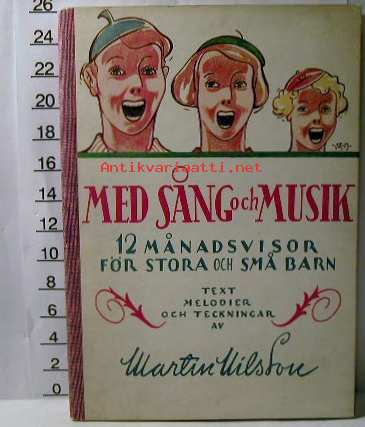 26
24
22
20
18
16
14
12
10
8
6
4
2
0
Antikvariaatti.net
MED SÅNG och MUSIK
12 MÅNADSVISOR
FÖR STORA OCH SMÅ BARN
TEXT
MELODIER
OCH TECKNINGAR
AV
Martin Nilsson